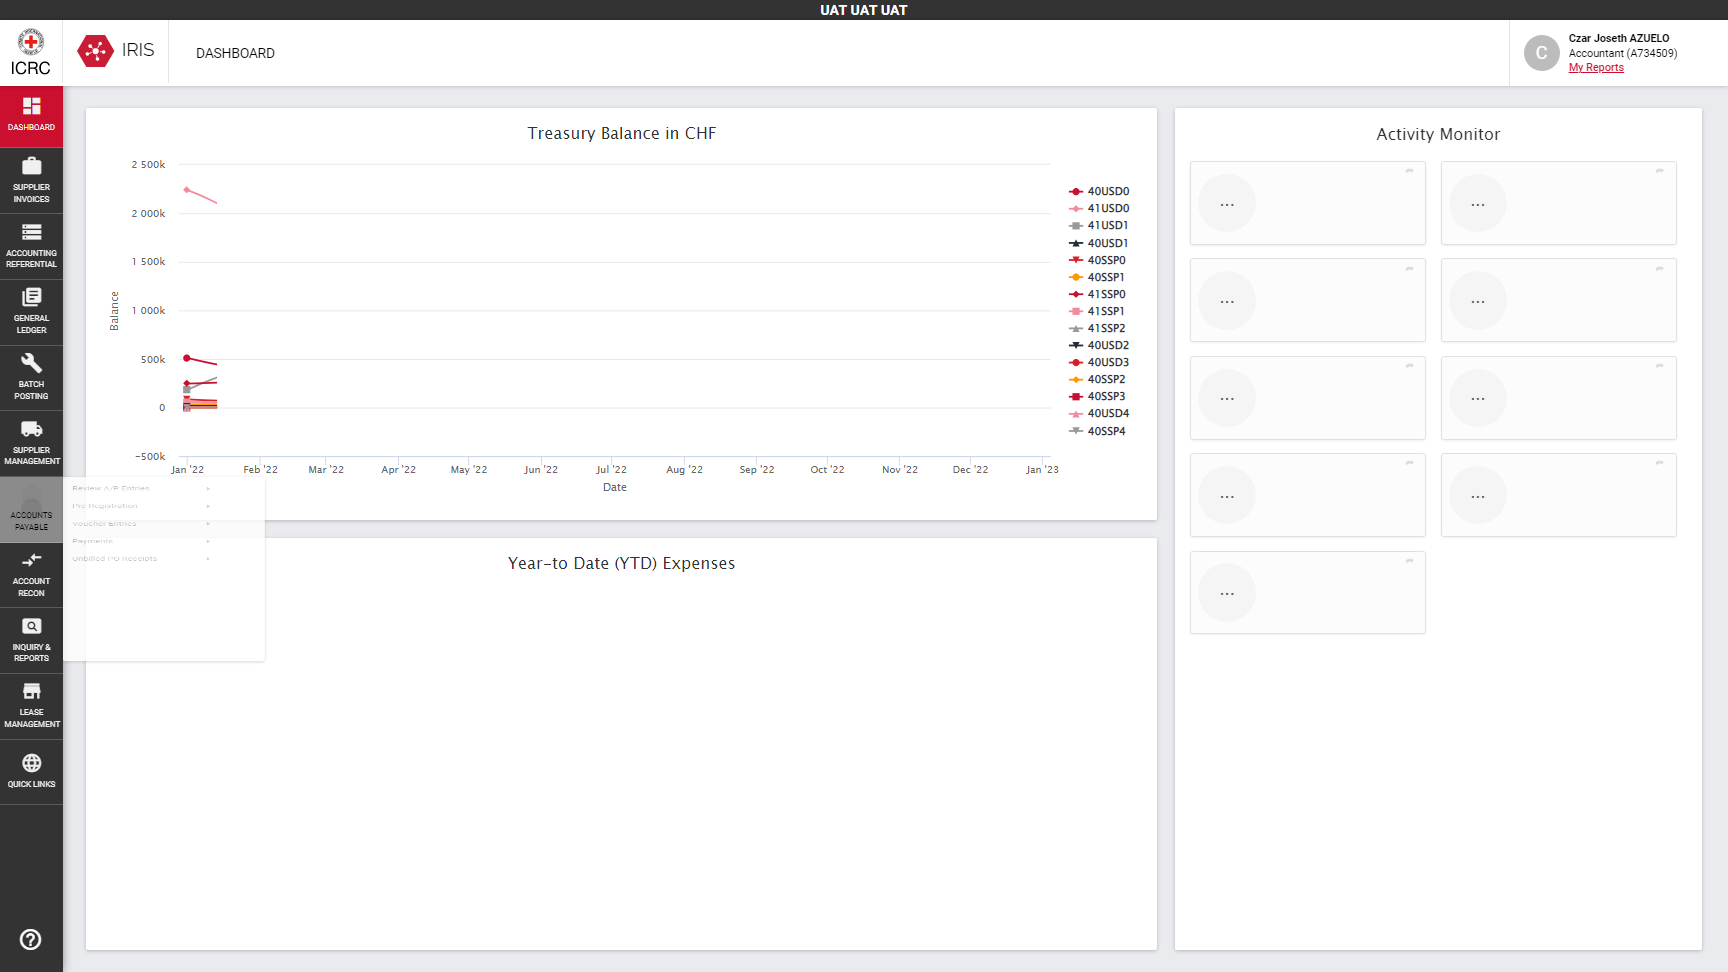 UAT UAT UAT
ICRC
IRIS
DASHBOARD
Czar Joseth AZUELO
Accountant (A734509)
My Reports
DASHBOARD
SUPPLIER
INVOICES
ACCOUNTING
REFERENTIAL
GENERAL
LEDGER
BATCH
POSTING
SUPPLIER
MANAGEMENT
ACCOUNTS
PAYABLE
ACCOUNT
RECON
INQUIRY &
REPORTS
LEASE
MANAGEMENT
QUICK LINKS
Review A/P Entries
Pre Registration
Voucher Entries
Payments
Unbilled PO Receipts
Treasury Balance in CHF
Balance
2 500k
2 000k
1 500k
1 000k
500k
0
−500k
Jan '22
Feb '22
Mar '22
Apr '22
May '22
Jun '22
Jul '22
Aug '22
Sep '22
Oct '22
Nov '22
Dec '22
Jan '23
Date
40USD0
41USD0
41USD1
40USD1
40SSP0
40SSP1
41SSP0
41SSP1
41SSP2
40USD2
40USD3
40SSP2
40SSP3
40USD4
40SSP4
Year-to Date (YTD) Expenses
Activity Monitor
...
...
...
...
...
...
...
...
...